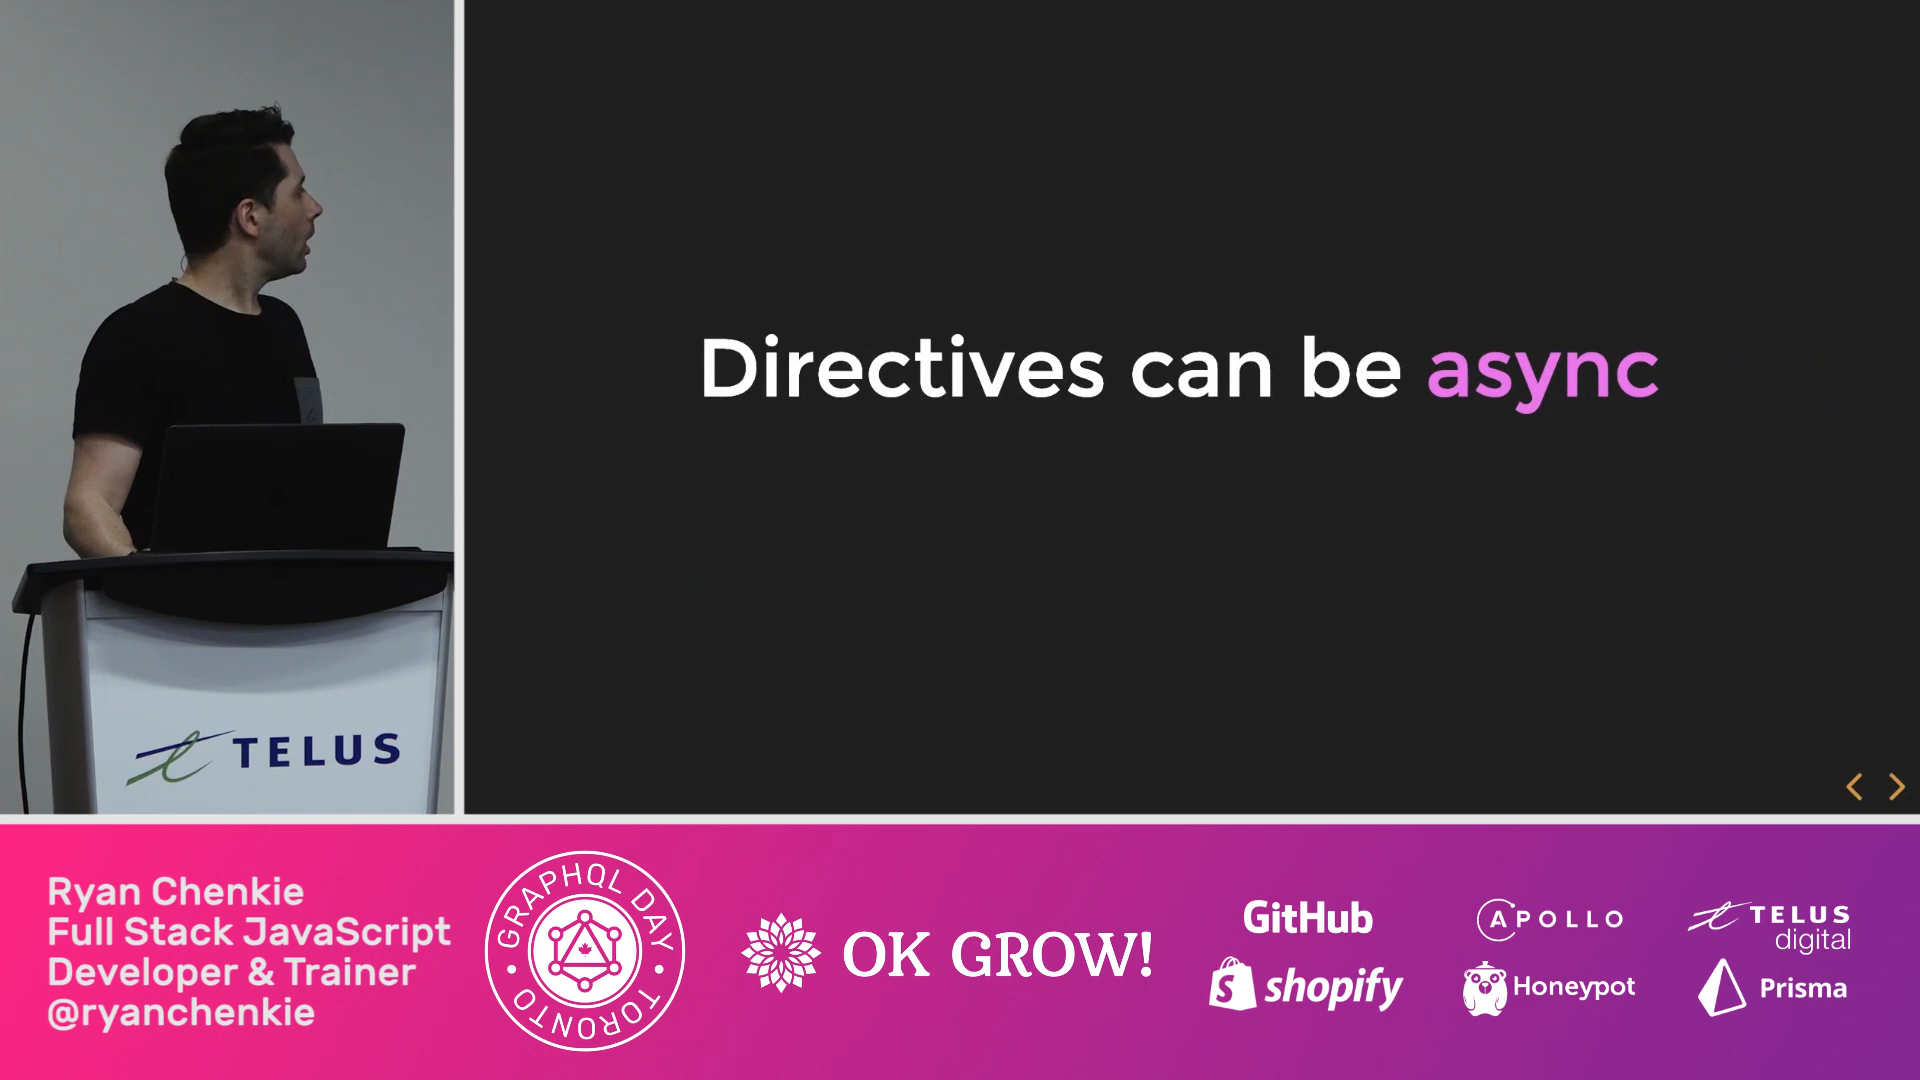 Directives can be async
TELUS
Ryan Chenkie
Full Stack JavaScript
Developer & Trainer
@ryanchenkie
GRAPHQL DAY
TORONTO
OK GROW!
GitHub
APOLLO
TELUS
digital
shopify
Honeypot
Prisma